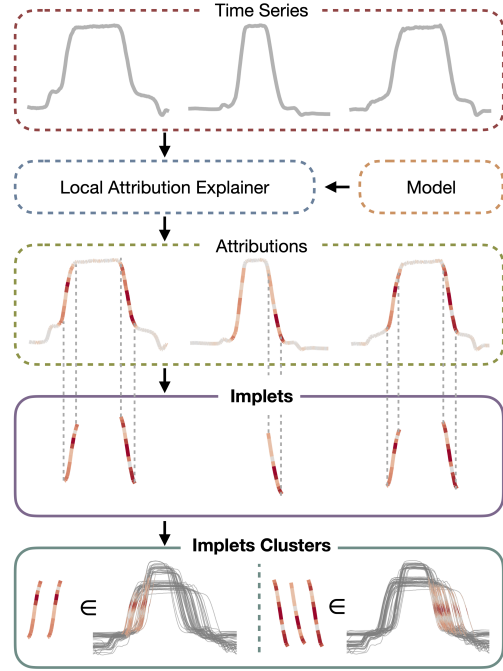 Time Series
Local Attribution Explainer
Model
Attributions
Implets
Implets Clusters
∈
∈